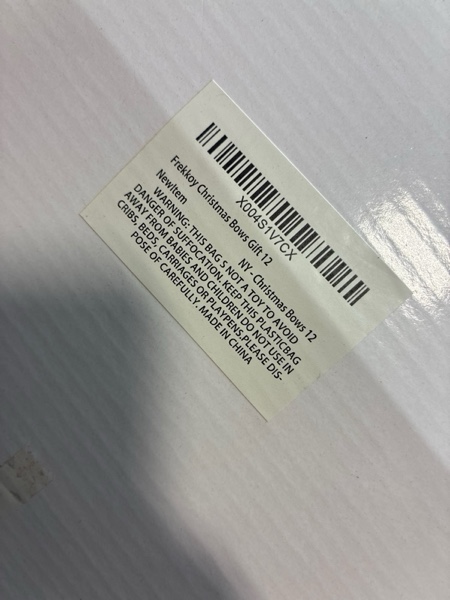 X004S1V7CX
Frekkoy Christmas Bows Gift 12
NY - Christmas Bows 12
NewItem
WARNING: THIS BAG S NOT A TOY TO AVOID
DANGER OF SUFFOCATION. KEEP THIS PLASTICBAG
AWAY FROM BABIES AND CHILDREN DO NOT USE IN
CRIBS, BEDS, CARRIAGES OR PLAYPENS,PLEASE DIS-
POSE OF CAREFULLY. MADE IN CHINA